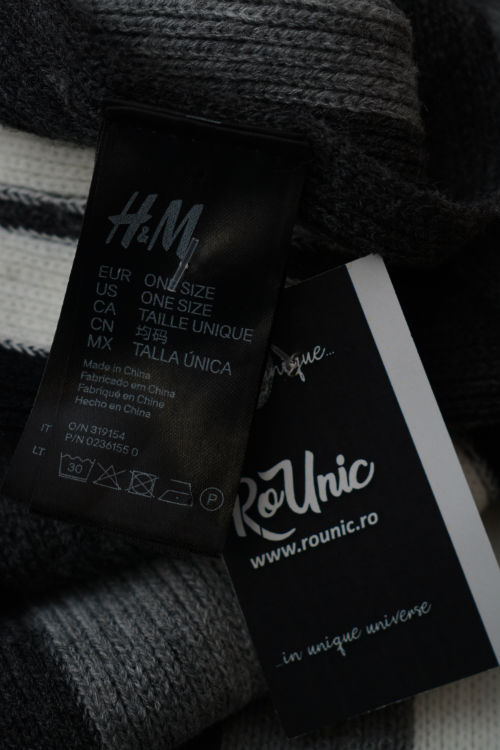 H&M
EUR ONE SIZE
US ONE SIZE
CA TAILLE UNIQUE
CN 均码
MX TALLA ÚNICA
Made in China
Fabricado em China
Fabriqué en Chine
Hecho en China
IT O/N 319154
LT P/N 0236155 0
30 P
unique...
RoUnic
www.rounic.ro
...in unique universe